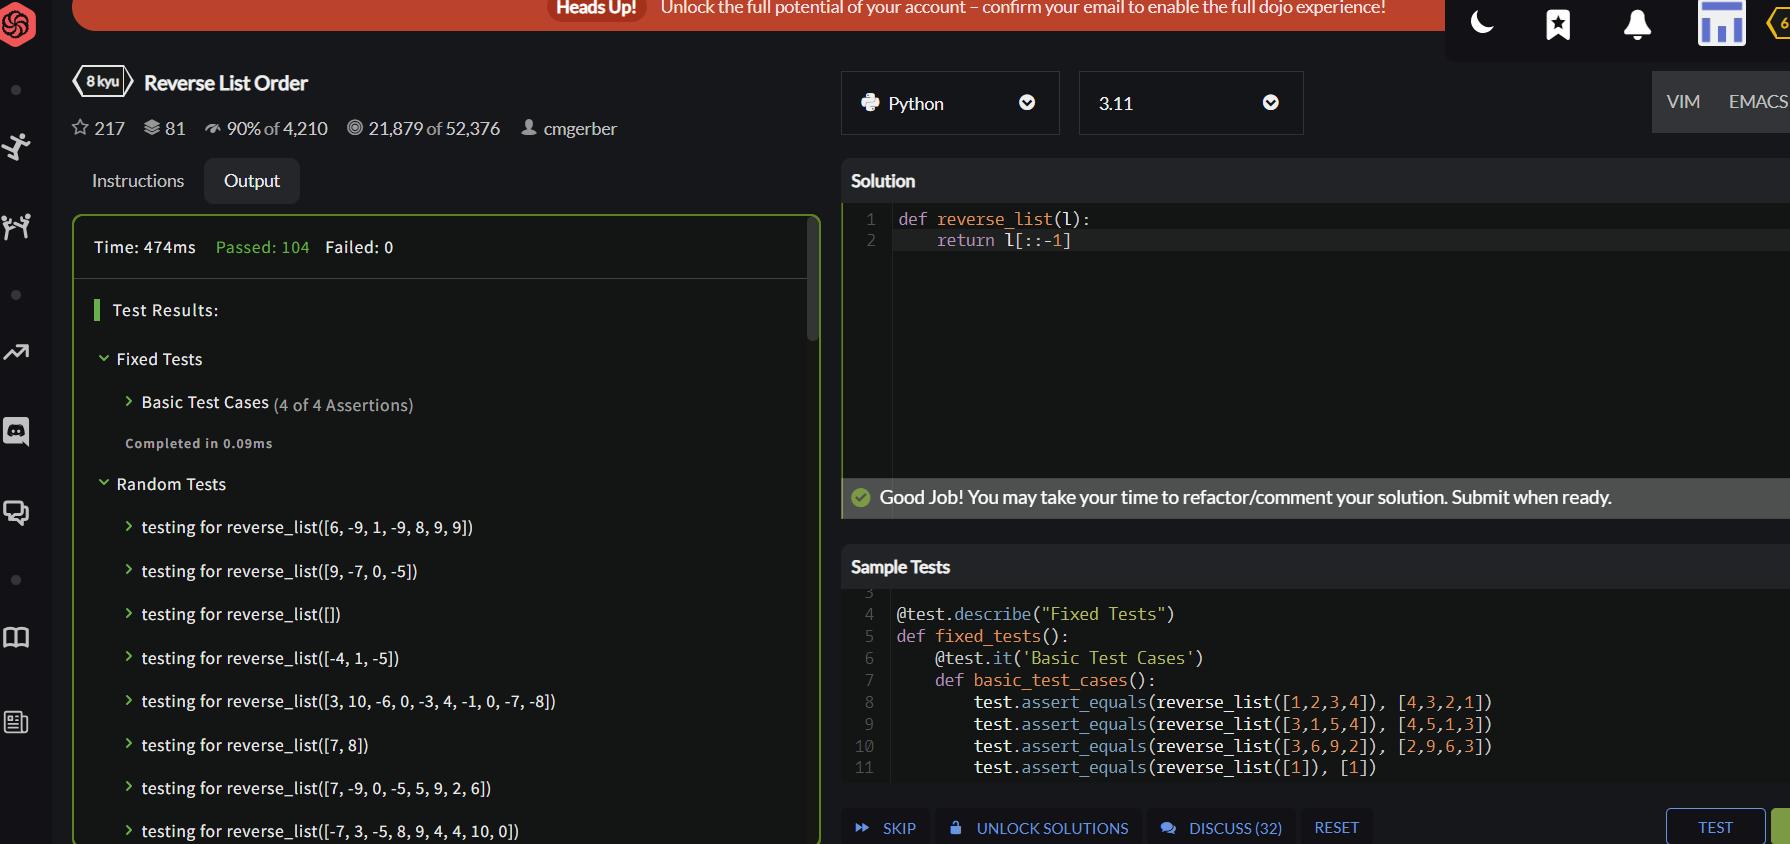 Heads Up! Unlock the full potential of your account – confirm your email to enable the full dojo experience!
6
8 kyu Reverse List Order
217 81 90% of 4,210 21,879 of 52,376 cmgerber
Instructions Output
Time: 474ms Passed: 104 Failed: 0
Test Results:
Fixed Tests
Basic Test Cases (4 of 4 Assertions)
Completed in 0.09ms
Random Tests
testing for reverse_list([6, -9, 1, -9, 8, 9, 9])
testing for reverse_list([9, -7, 0, -5])
testing for reverse_list([])
testing for reverse_list([-4, 1, -5])
testing for reverse_list([3, 10, -6, 0, -3, 4, -1, 0, -7, -8])
testing for reverse_list([7, 8])
testing for reverse_list([7, -9, 0, -5, 5, 9, 2, 6])
testing for reverse_list([-7, 3, -5, 8, 9, 4, 4, 10, 0])
Python 3.11 VIM EMACS
Solution
1 def reverse_list(l):
2 return l[::-1]
Good Job! You may take your time to refactor/comment your solution. Submit when ready.
Sample Tests
3
4 @test.describe("Fixed Tests")
5 def fixed_tests():
6 @test.it('Basic Test Cases')
7 def basic_test_cases():
8 test.assert_equals(reverse_list([1,2,3,4]), [4,3,2,1])
9 test.assert_equals(reverse_list([3,1,5,4]), [4,5,1,3])
10 test.assert_equals(reverse_list([3,6,9,2]), [2,9,6,3])
11 test.assert_equals(reverse_list([1]), [1])
SKIP UNLOCK SOLUTIONS DISCUSS (32) RESET TEST